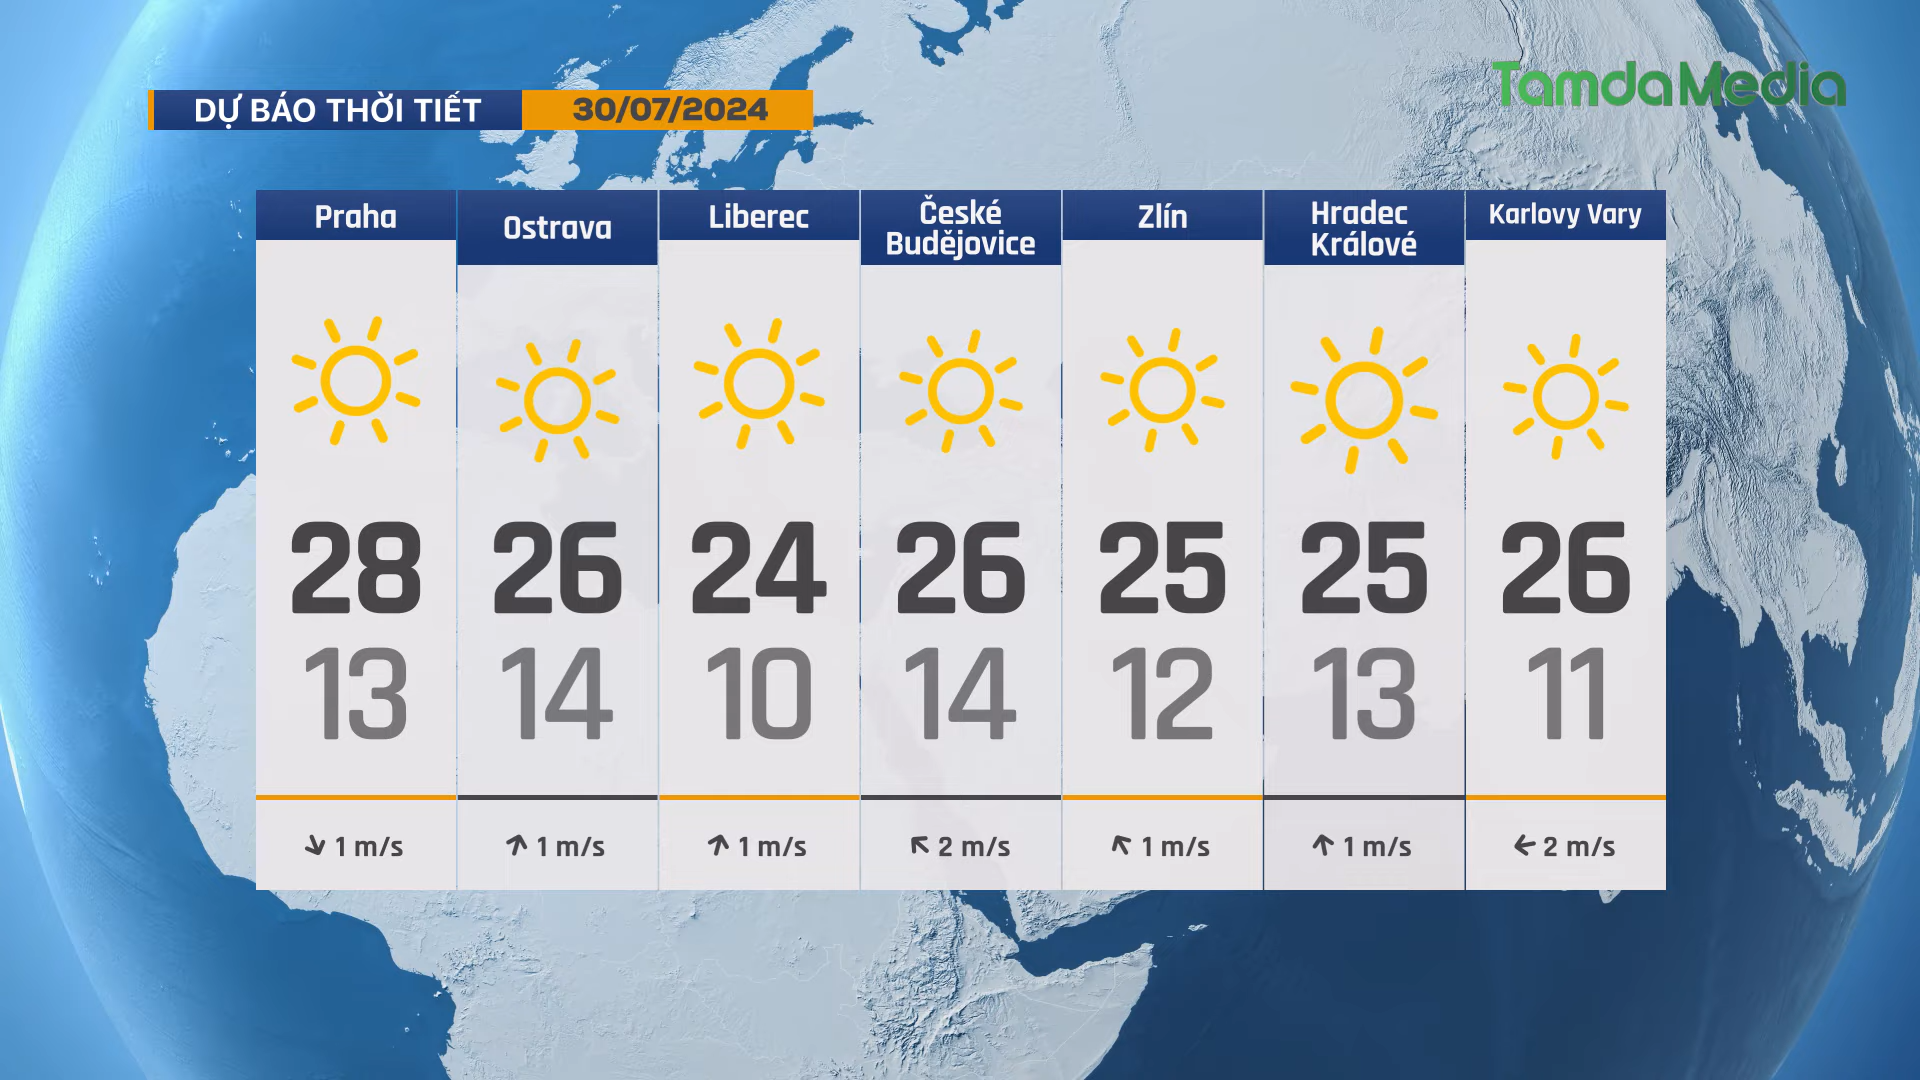 TamdaMedia
DỰ BÁO THỜI TIẾT 30/07/2024
Praha
28
13
1 m/s
Ostrava
26
14
1 m/s
Liberec
24
10
1 m/s
České
Budějovice
26
14
2 m/s
Zlín
25
12
1 m/s
Hradec
Králové
25
13
1 m/s
Karlovy Vary
26
11
2 m/s